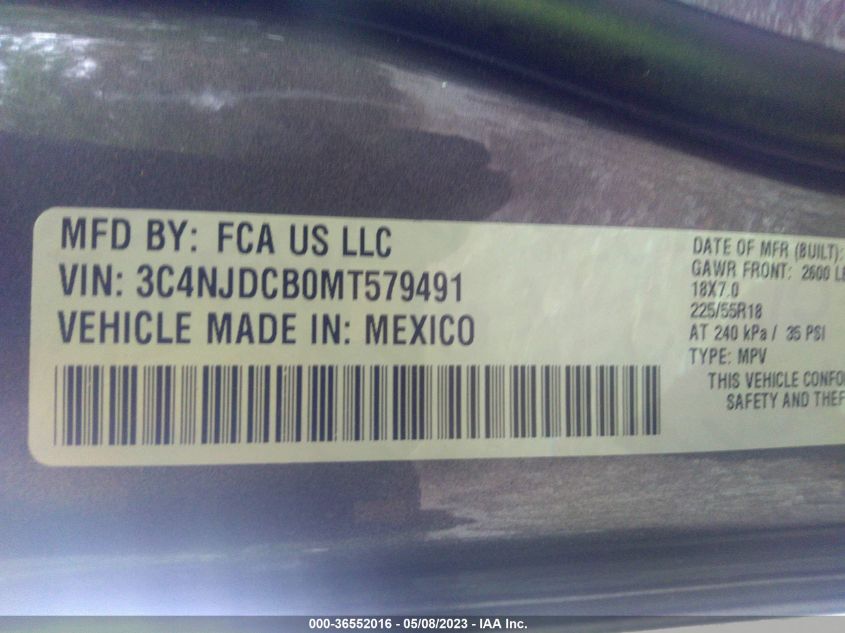 MFD BY: FCA US LLC
VIN: 3C4NJDCB0MT579491
VEHICLE MADE IN: MEXICO
DATE OF MFR (BUILT):
GAWR FRONT: 2600
18X7.0
225/55R18
AT 240 kPa / 35 PSI
TYPE: MPV
THIS VEHICLE
SAFETY AND
000-36552016 - 05/08/2023 - IAA Inc.